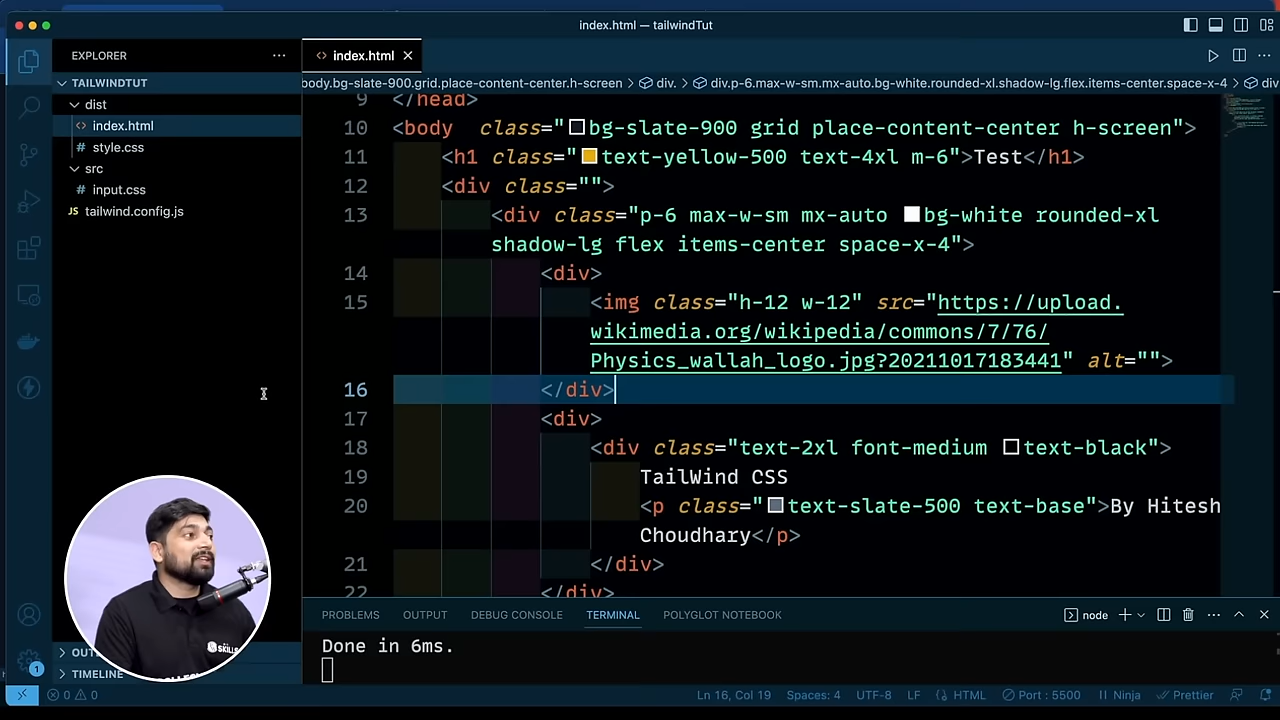 index.html — tailwindTut
EXPLORER
index.html
TAILWINDTUT
dist
index.html
style.css
src
input.css
tailwind.config.js
body.bg-slate-900.grid.place-content-center.h-screen > div. > div.p-6.max-w-sm.mx-auto.bg-white.rounded-xl.shadow-lg.flex.items-center.space-x-4 > div
9 </head>
10 <body class="bg-slate-900 grid place-content-center h-screen">
11 <h1 class="text-yellow-500 text-4xl m-6">Test</h1>
12 <div class="">
13 <div class="p-6 max-w-sm mx-auto bg-white rounded-xl
shadow-lg flex items-center space-x-4">
14 <div>
15 <img class="h-12 w-12" src="https://upload.
wikimedia.org/wikipedia/commons/7/76/
Physics_wallah_logo.jpg?20211017183441" alt="">
16 </div>
17 <div>
18 <div class="text-2xl font-medium text-black">
19 TailWind CSS
20 <p class="text-slate-500 text-base">By Hitesh
Choudhary</p>
21 </div>
22 </div>
PROBLEMS OUTPUT DEBUG CONSOLE TERMINAL POLYGLOT NOTEBOOK
node
Done in 6ms.
TIMELINE
SKILLS
1
0 0
Ln 16, Col 19 Spaces: 4 UTF-8 LF HTML Port : 5500 Ninja Prettier